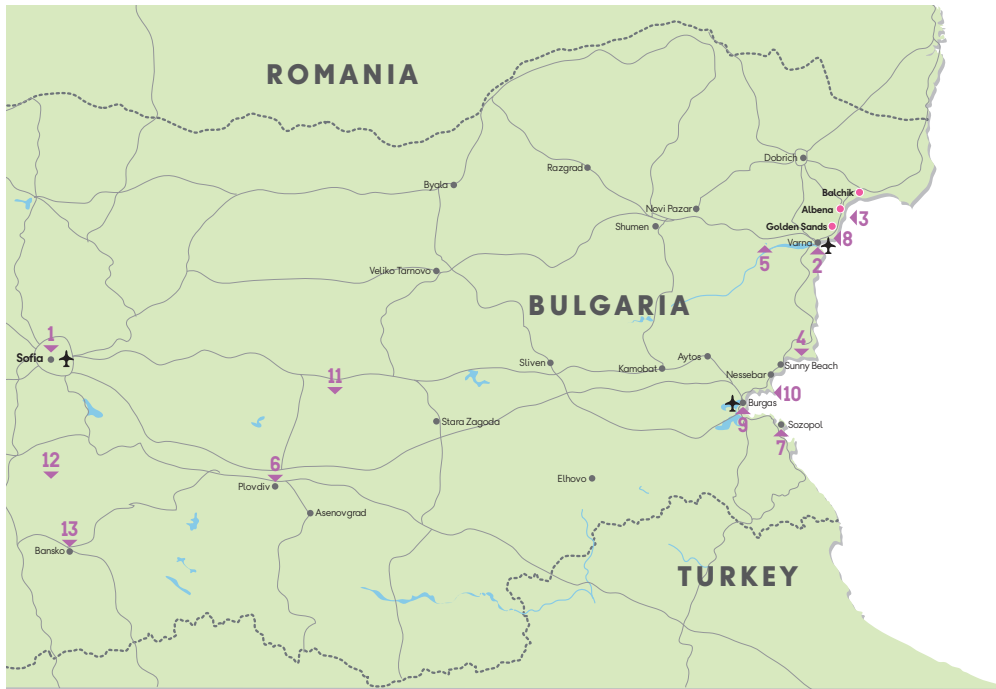 ROMANIA
Dobrich
Razgrad
Byala
Balchik
Novi Pazar
Albena
3
Shumen
Golden Sands
8
Varna
5
2
Veliko Tarnovo
BULGARIA
1
4
Sofia
Aytos
Sliven
Karnobat
Sunny Beach
Nessebar
11
10
Burgas
Stara Zagoda
9
Sozopol
7
12
6
Elhovo
Plovdiv
Asenovgrad
13
Bansko
TURKEY